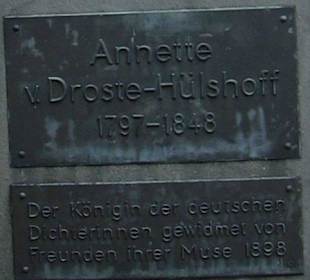 Annette
v. Droste-Hülshoff
1797-1848
Der Königin der deutschen
Dichterinnen gewidmet von
Freunden ihrer Muse 1898